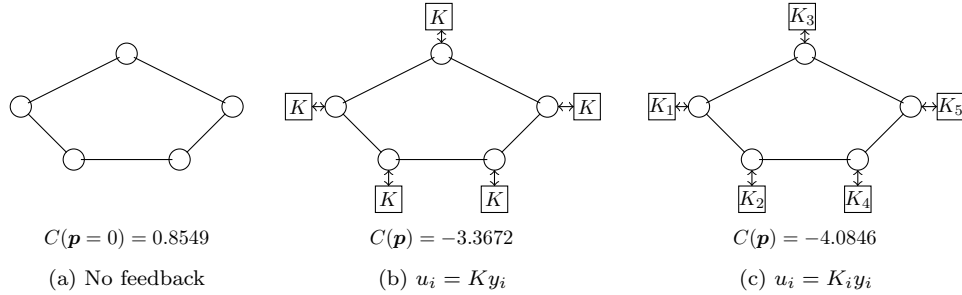 K
K
K
K
K
K₃
K₁
K₅
K₂
K₄
C(p = 0) = 0.8549
C(p) = −3.3672
C(p) = −4.0846
(a) No feedback
(b) uᵢ = Kyᵢ
(c) uᵢ = Kᵢyᵢ